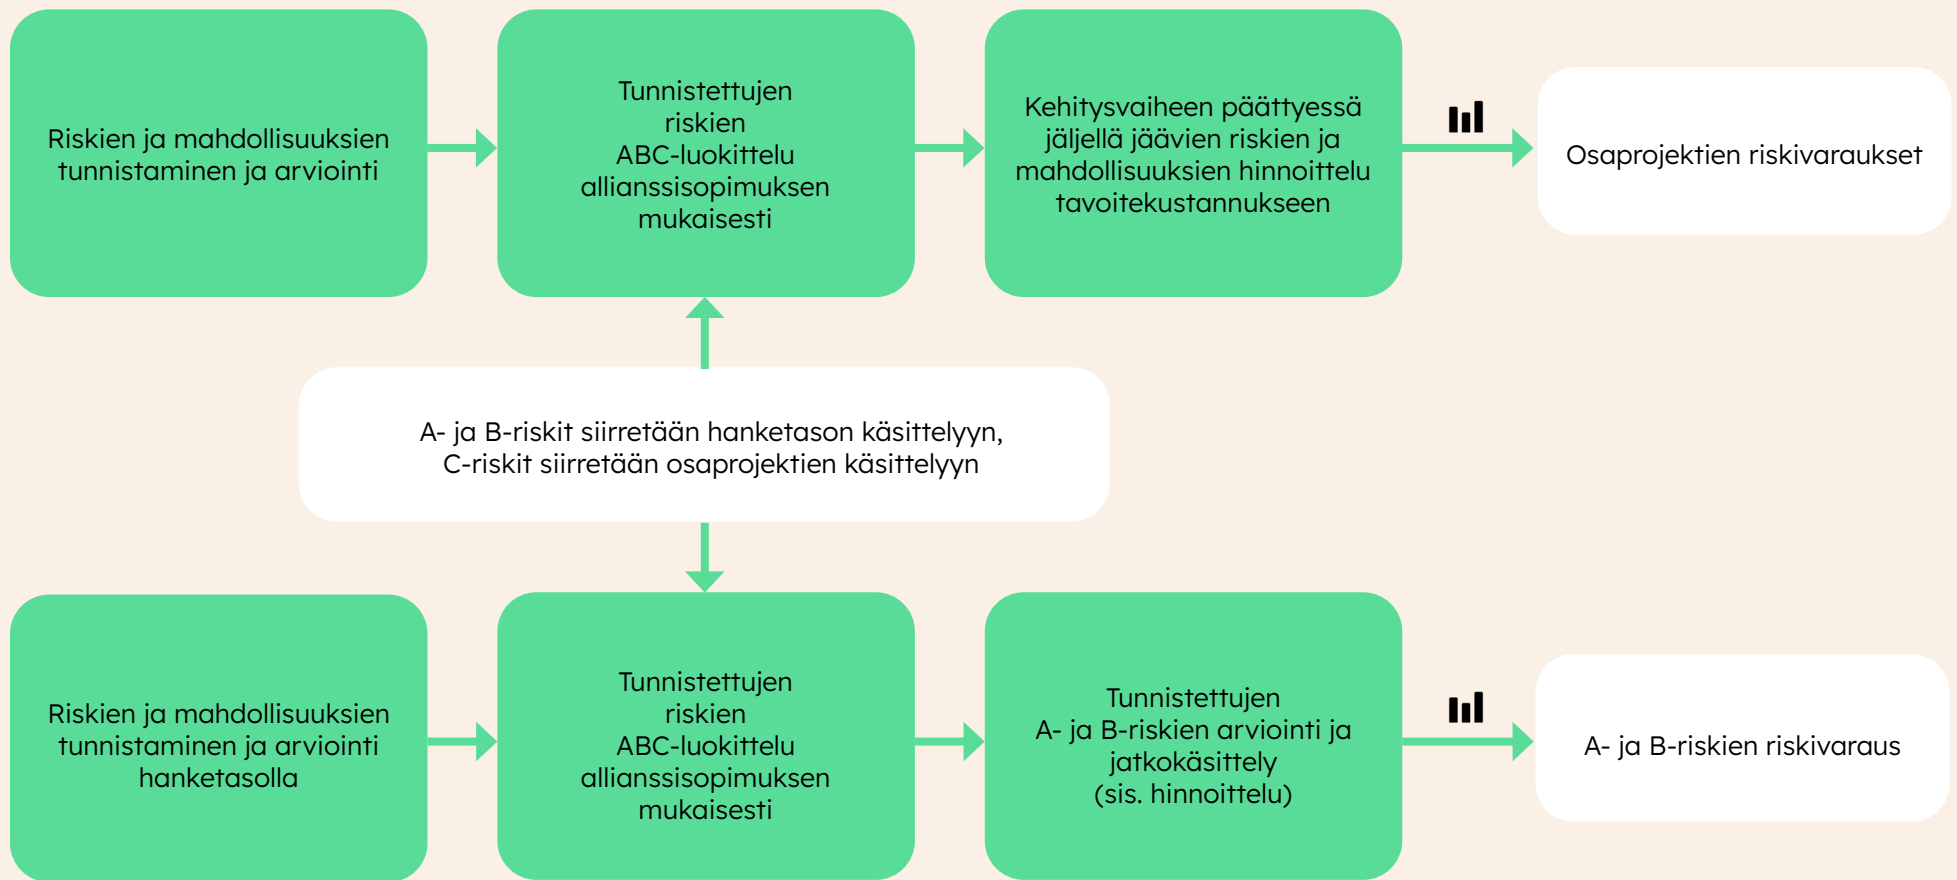 Riskien ja mahdollisuuksien
tunnistaminen ja arviointi
Tunnistettujen
riskien
ABC-luokittelu
allianssisopimuksen
mukaisesti
Kehitysvaiheen päättyessä
jäljellä jäävien riskien ja
mahdollisuuksien hinnoittelu
tavoitekustannukseen
Osaprojektien riskivaraukset
A- ja B-riskit siirretään hanketason käsittelyyn,
C-riskit siirretään osaprojektien käsittelyyn
Riskien ja mahdollisuuksien
tunnistaminen ja arviointi
hanketasolla
Tunnistettujen
riskien
ABC-luokittelu
allianssisopimuksen
mukaisesti
Tunnistettujen
A- ja B-riskien arviointi ja
jatkokäsittely
(sis. hinnoittelu)
A- ja B-riskien riskivaraus